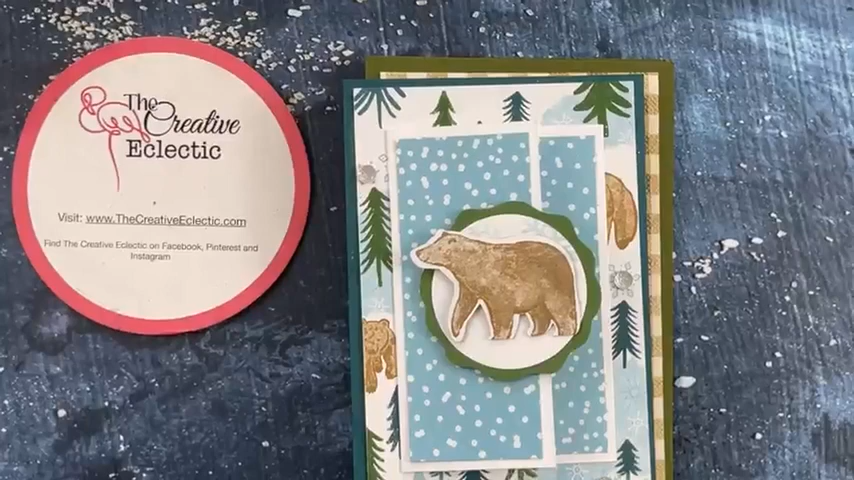 The
Creative
Eclectic
Visit: www.TheCreativeEclectic.com
Find The Creative Eclectic on Facebook, Pinterest and
Instagram